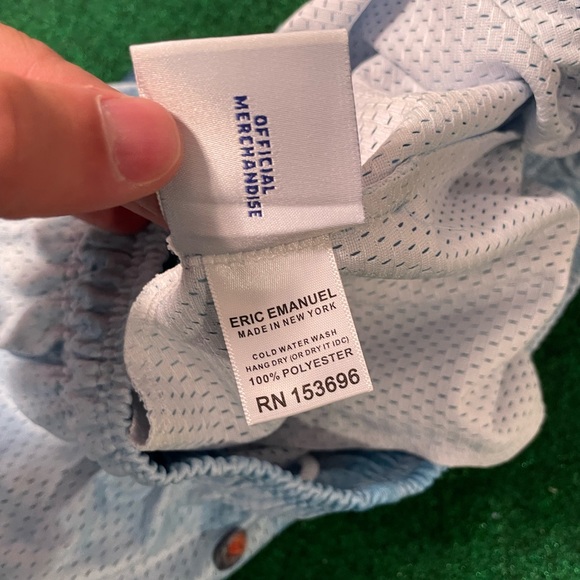 OFFICIAL
MERCHANDISE
ERIC EMANUEL
MADE IN NEW YORK
COLD WATER WASH
HANG DRY (OR DRY IT IDC)
100% POLYESTER
RN 153696